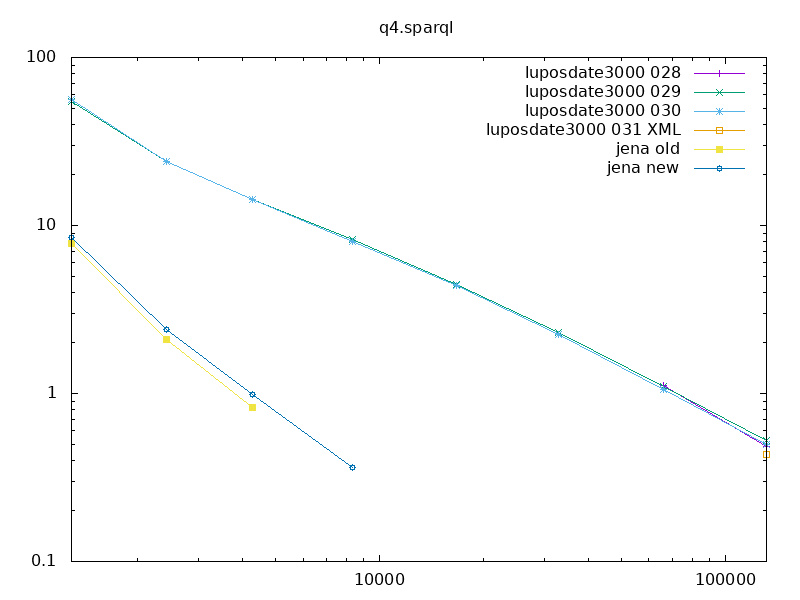 q4.sparql
100
10
1
0.1
10000
100000
luposdate3000 028
luposdate3000 029
luposdate3000 030
luposdate3000 031 XML
jena old
jena new